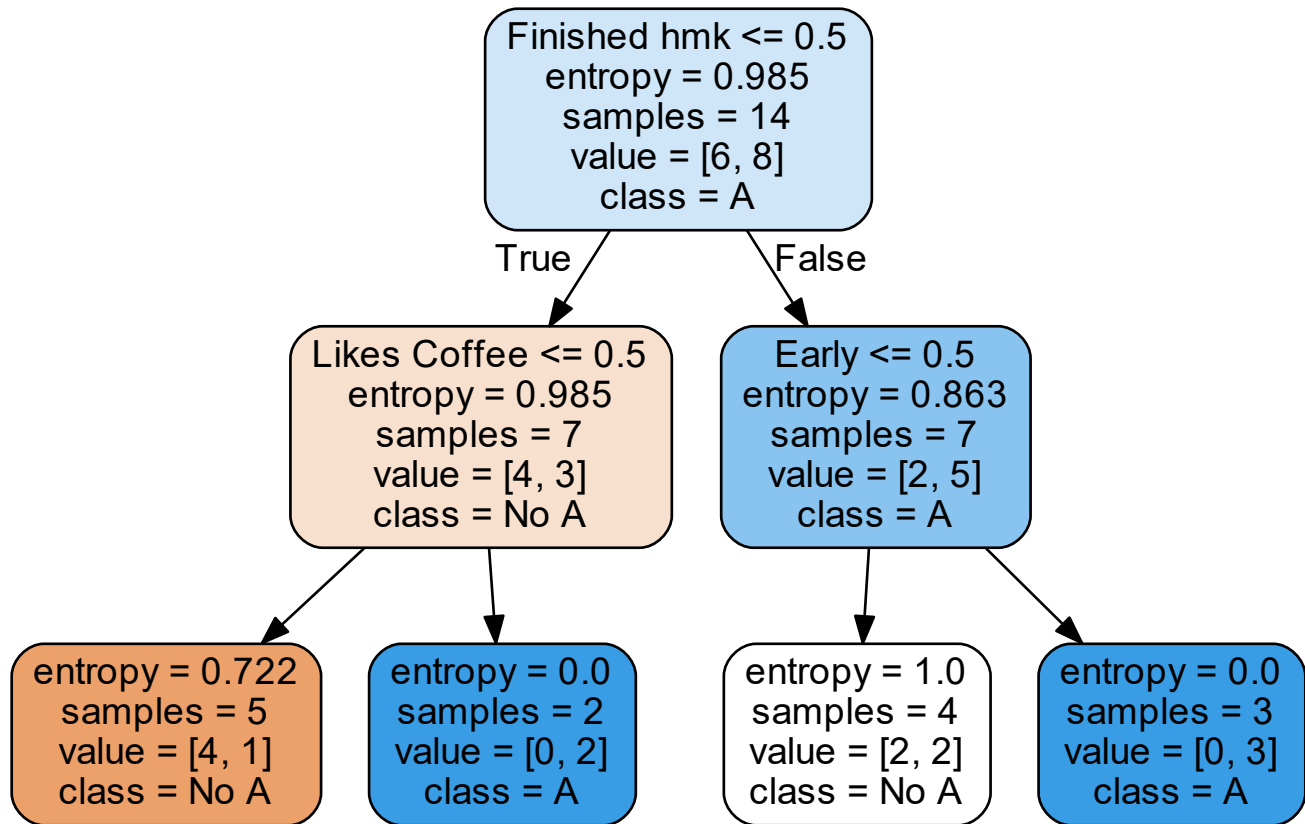 Finished hmk <= 0.5
entropy = 0.985
samples = 14
value = [6, 8]
class = A
True
False
Likes Coffee <= 0.5
entropy = 0.985
samples = 7
value = [4, 3]
class = No A
Early <= 0.5
entropy = 0.863
samples = 7
value = [2, 5]
class = A
entropy = 0.722
samples = 5
value = [4, 1]
class = No A
entropy = 0.0
samples = 2
value = [0, 2]
class = A
entropy = 1.0
samples = 4
value = [2, 2]
class = No A
entropy = 0.0
samples = 3
value = [0, 3]
class = A